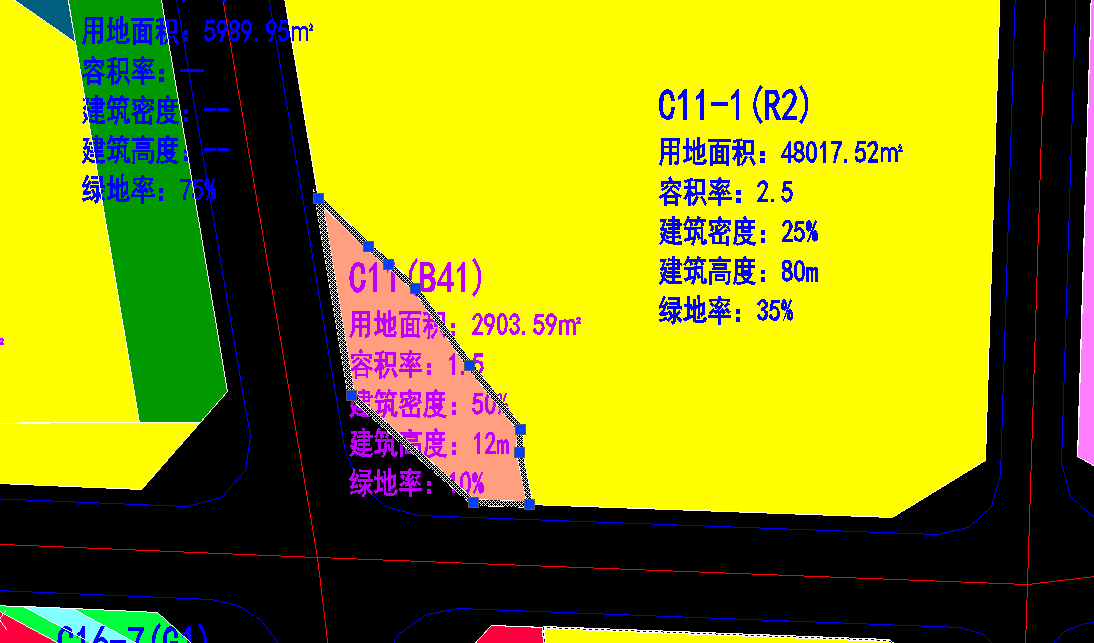 用地面积: 5989.95m²
容积率: —
建筑密度: --
建筑高度: --
绿地率: 75%
C11-1(R2)
用地面积: 48017.52m²
容积率: 2.5
建筑密度: 25%
建筑高度: 80m
绿地率: 35%
C11(B41)
用地面积: 2903.59m²
容积率: 1.5
建筑密度: 50%
建筑高度: 12m
绿地率: 10%
C16-7(G1)